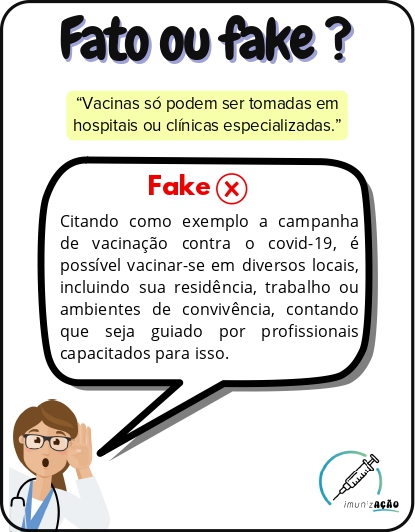 Fato ou fake ?
“Vacinas só podem ser tomadas em
hospitais ou clínicas especializadas.”
Fake
Citando como exemplo a campanha
de vacinação contra o covid-19, é
possível vacinar-se em diversos locais,
incluindo sua residência, trabalho ou
ambientes de convivência, contando
que seja guiado por profissionais
capacitados para isso.
imunizAÇÃO